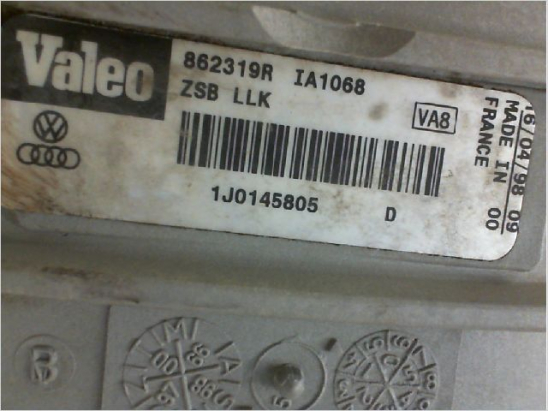 Valeo
862319R IA1068
ZSB LLK
VA8
1J0145805 D
16/04/98 09
MADE IN 00
FRANCE